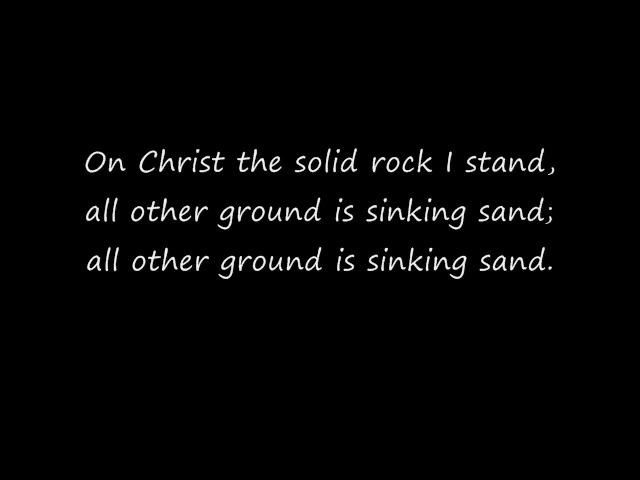 On Christ the solid rock I stand,
all other ground is sinking sand;
all other ground is sinking sand.